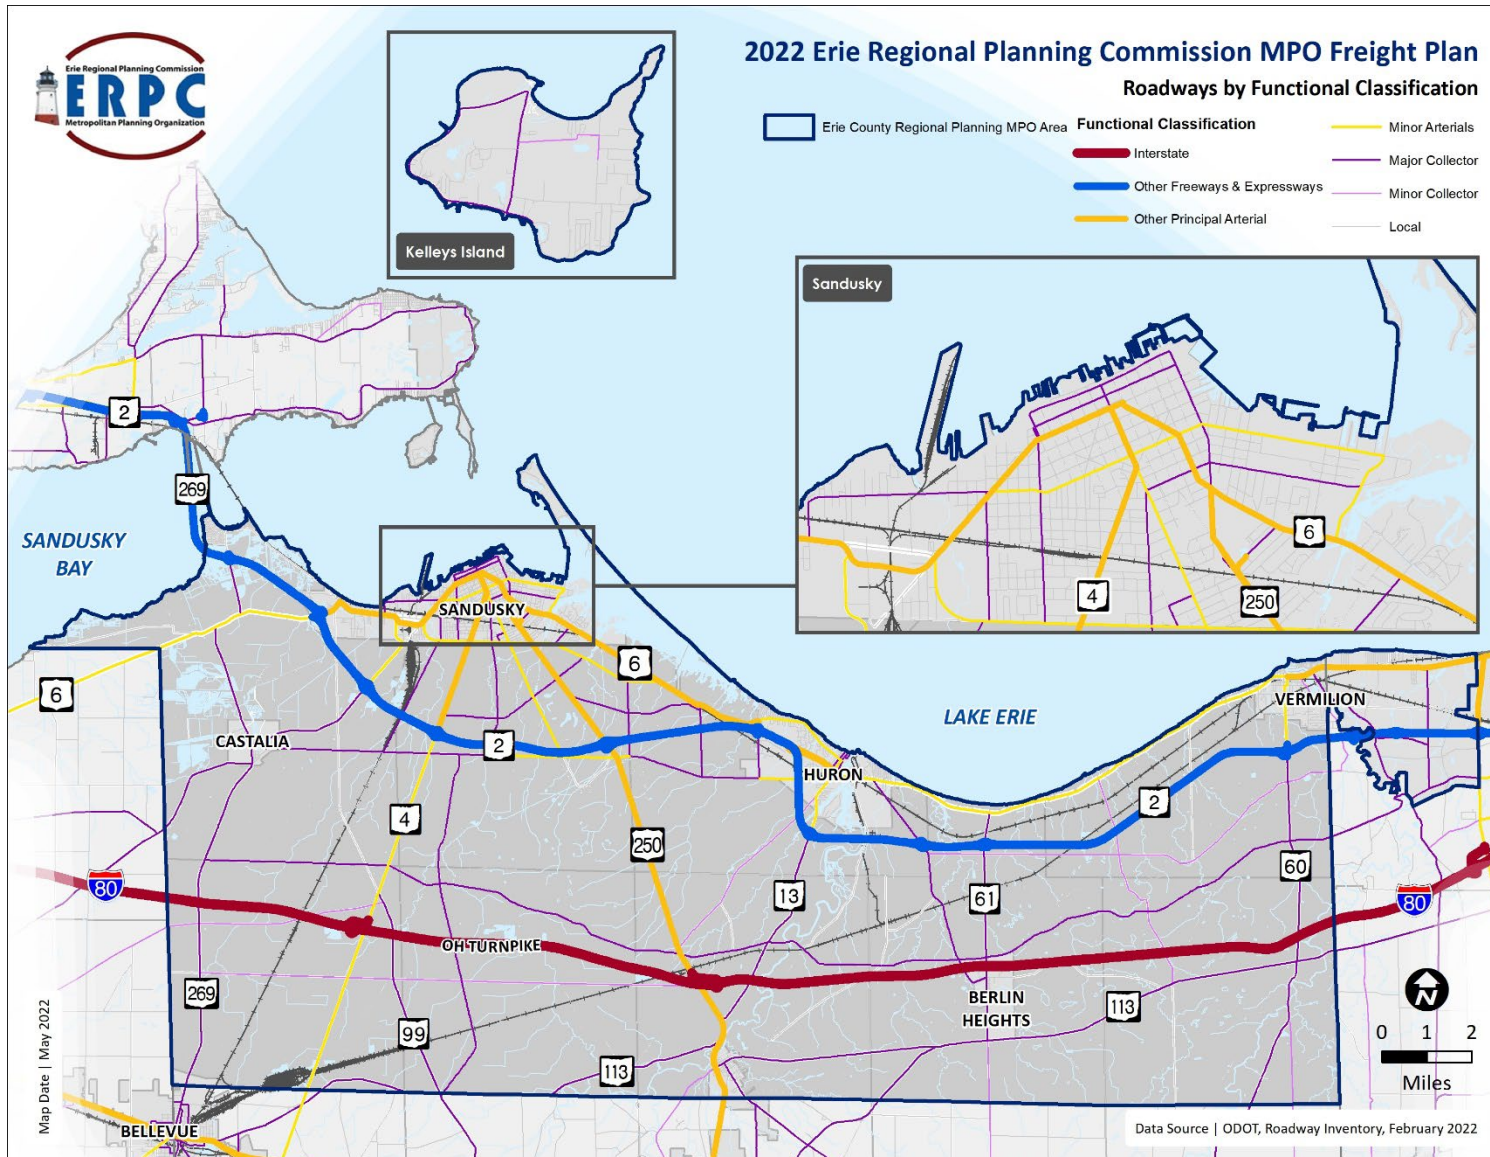 Erie Regional Planning Commission
ERPC
Metropolitan Planning Organization
2022 Erie Regional Planning Commission MPO Freight Plan
Roadways by Functional Classification
Erie County Regional Planning MPO Area
Functional Classification
Interstate
Other Freeways & Expressways
Other Principal Arterial
Minor Arterials
Major Collector
Minor Collector
Local
Kelleys Island
Sandusky
6
4
250
2
269
SANDUSKY
BAY
SANDUSKY
6
6
LAKE ERIE
VERMILION
CASTALIA
2
HURON
2
4
250
60
13
61
80
80
OH TURNPIKE
269
BERLIN
HEIGHTS
113
99
113
BELLEVUE
N
0 1 2
Miles
Map Date | May 2022
Data Source | ODOT, Roadway Inventory, February 2022